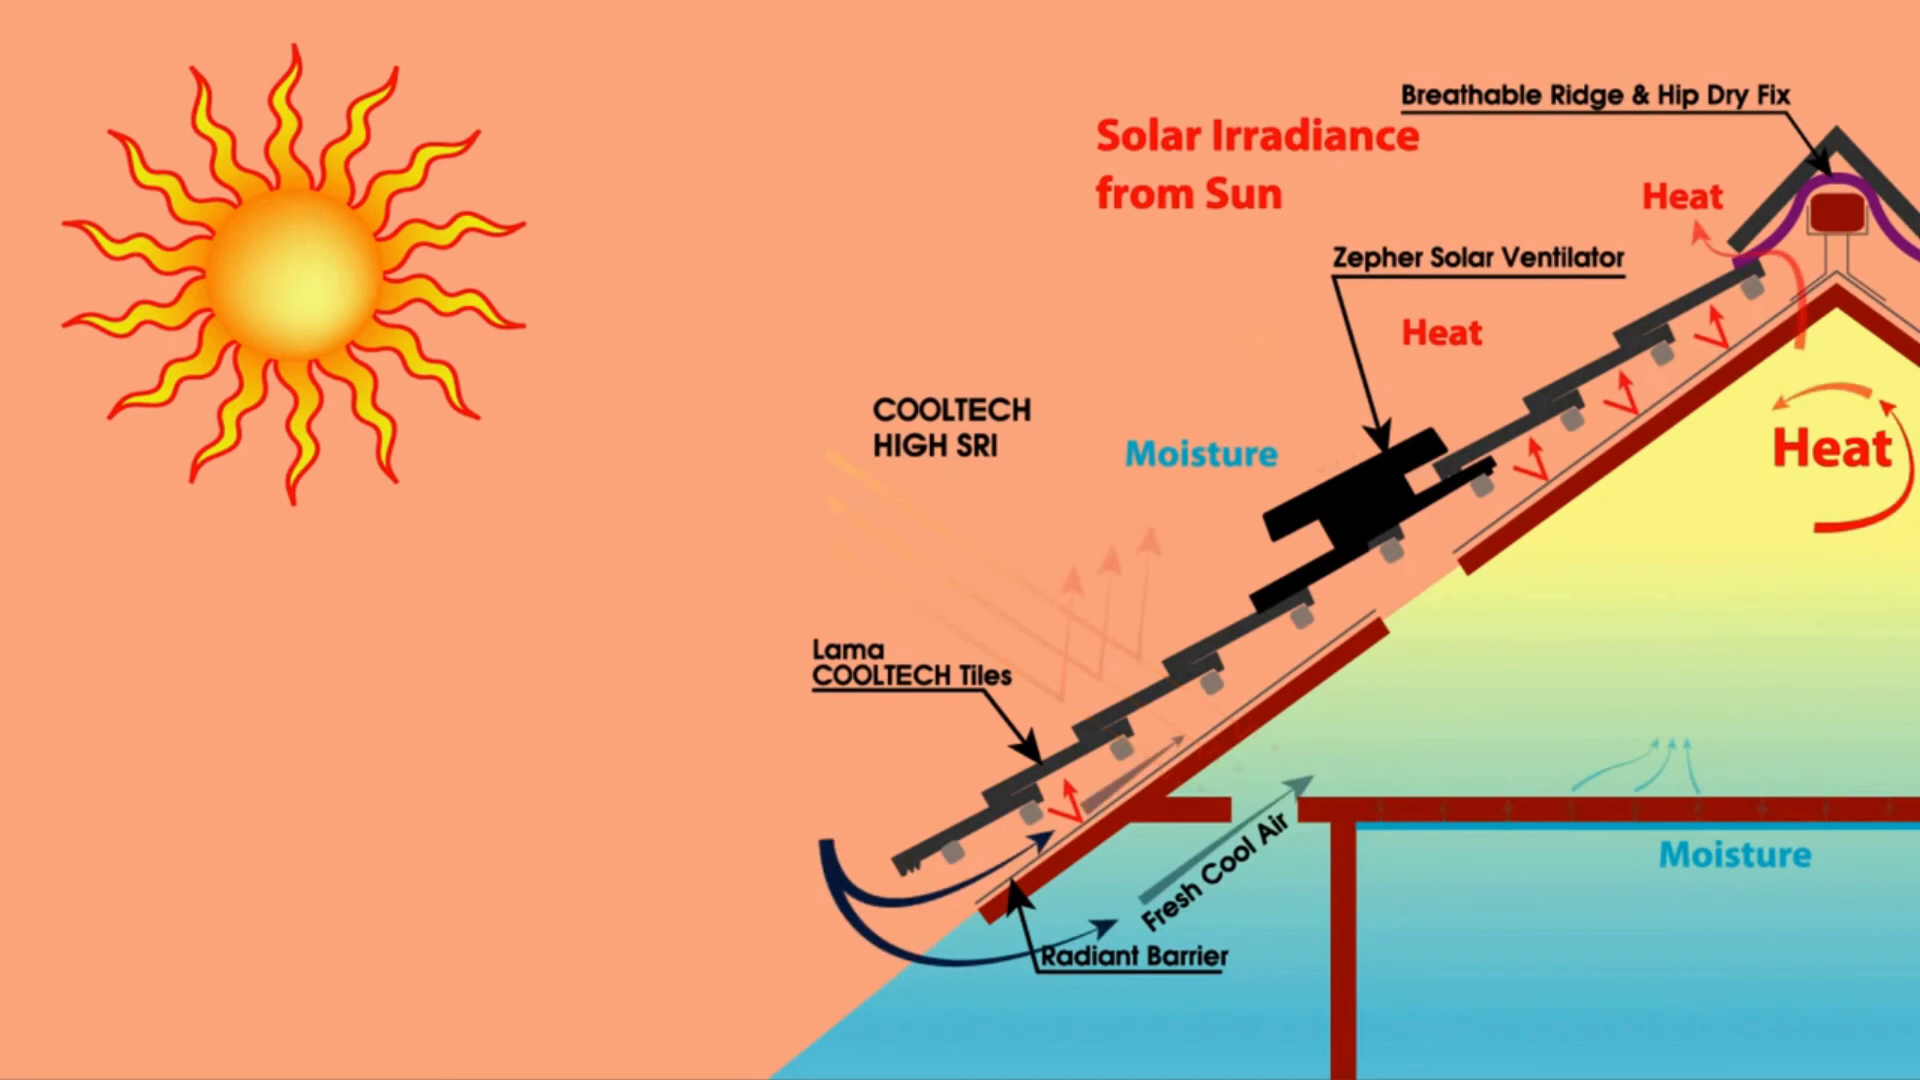 Breathable Ridge & Hip Dry Fix
Solar Irradiance
from Sun
Heat
Zepher Solar Ventilator
Heat
COOLTECH
HIGH SRI
Moisture
Heat
Lama
COOLTECH Tiles
Fresh Cool Air
Moisture
Radiant Barrier